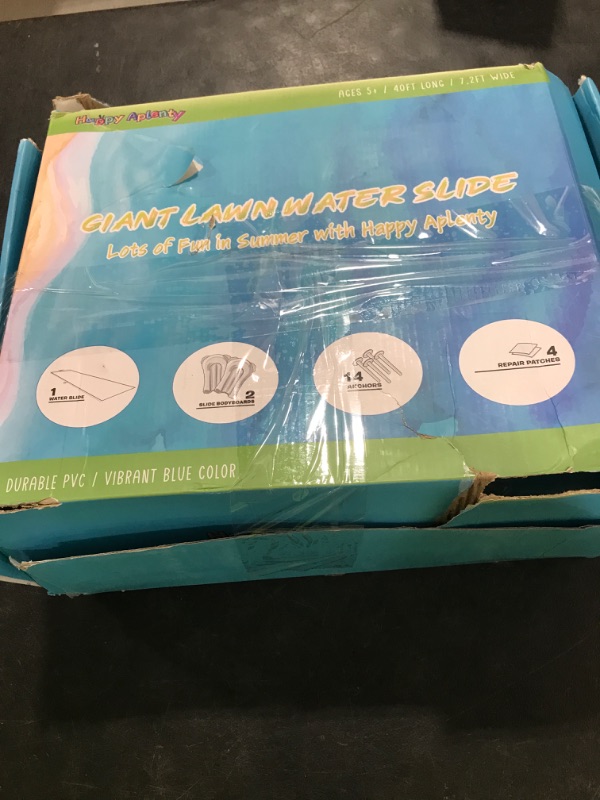 Happy Aplenty
AGES 5+ / 40FT LONG / 7.2FT WIDE
GIANT LAWN WATER SLIDE
Lots of Fun in Summer with Happy Aplenty
1
WATER SLIDE
2
SLIDE BODYBOARDS
14
ANCHORS
4
REPAIR PATCHES
DURABLE PVC / VIBRANT BLUE COLOR